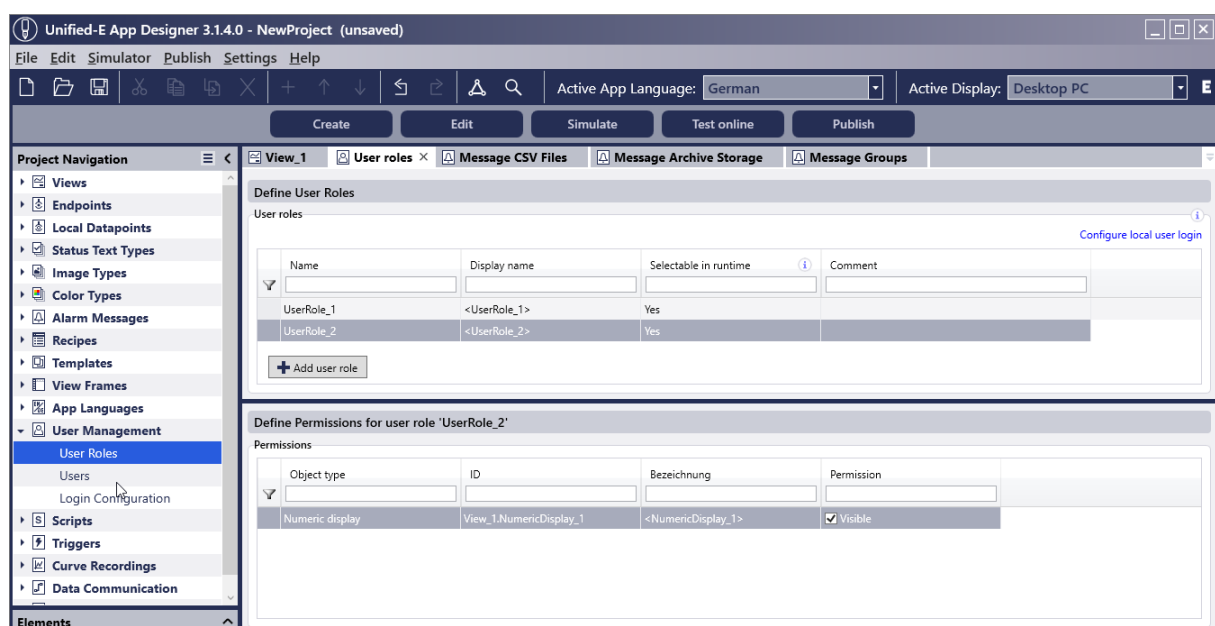 Unified-E App Designer 3.1.4.0 - NewProject (unsaved)
File Edit Simulator Publish Settings Help
Active App Language: German Active Display: Desktop PC E
Create Edit Simulate Test online Publish
Project Navigation
Views
Endpoints
Local Datapoints
Status Text Types
Image Types
Color Types
Alarm Messages
Recipes
Templates
View Frames
App Languages
User Management
User Roles
Users
Login Configuration
Scripts
Triggers
Curve Recordings
Data Communication
Elements
View_1 User roles Message CSV Files Message Archive Storage Message Groups
Define User Roles
User roles
Configure local user login
Name Display name Selectable in runtime Comment
UserRole_1 <UserRole_1> Yes
UserRole_2 <UserRole_2> Yes
Add user role
Define Permissions for user role 'UserRole_2'
Permissions
Object type ID Bezeichnung Permission
Numeric display View_1.NumericDisplay_1 <NumericDisplay_1> Visible